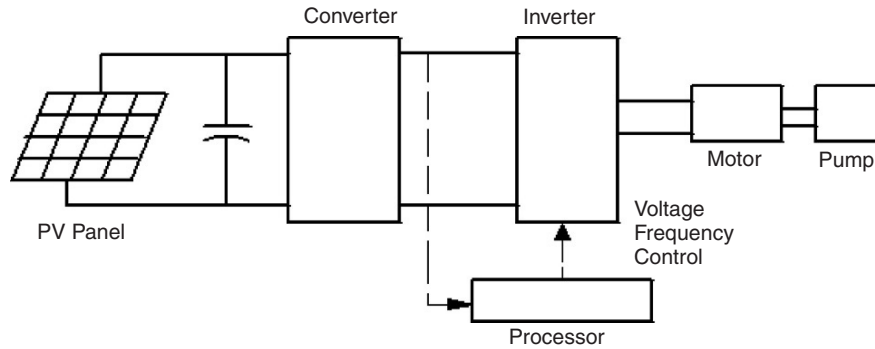 Converter
Inverter
Motor
Pump
PV Panel
Voltage
Frequency
Control
Processor